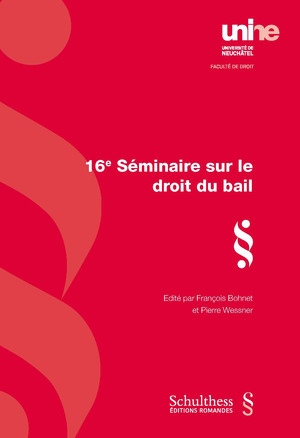 unine
UNIVERSITÉ DE
NEUCHÂTEL
FACULTÉ DE DROIT
16e Séminaire sur le
droit du bail
§
Edité par François Bohnet
et Pierre Wessner
Schulthess §
ÉDITIONS ROMANDES